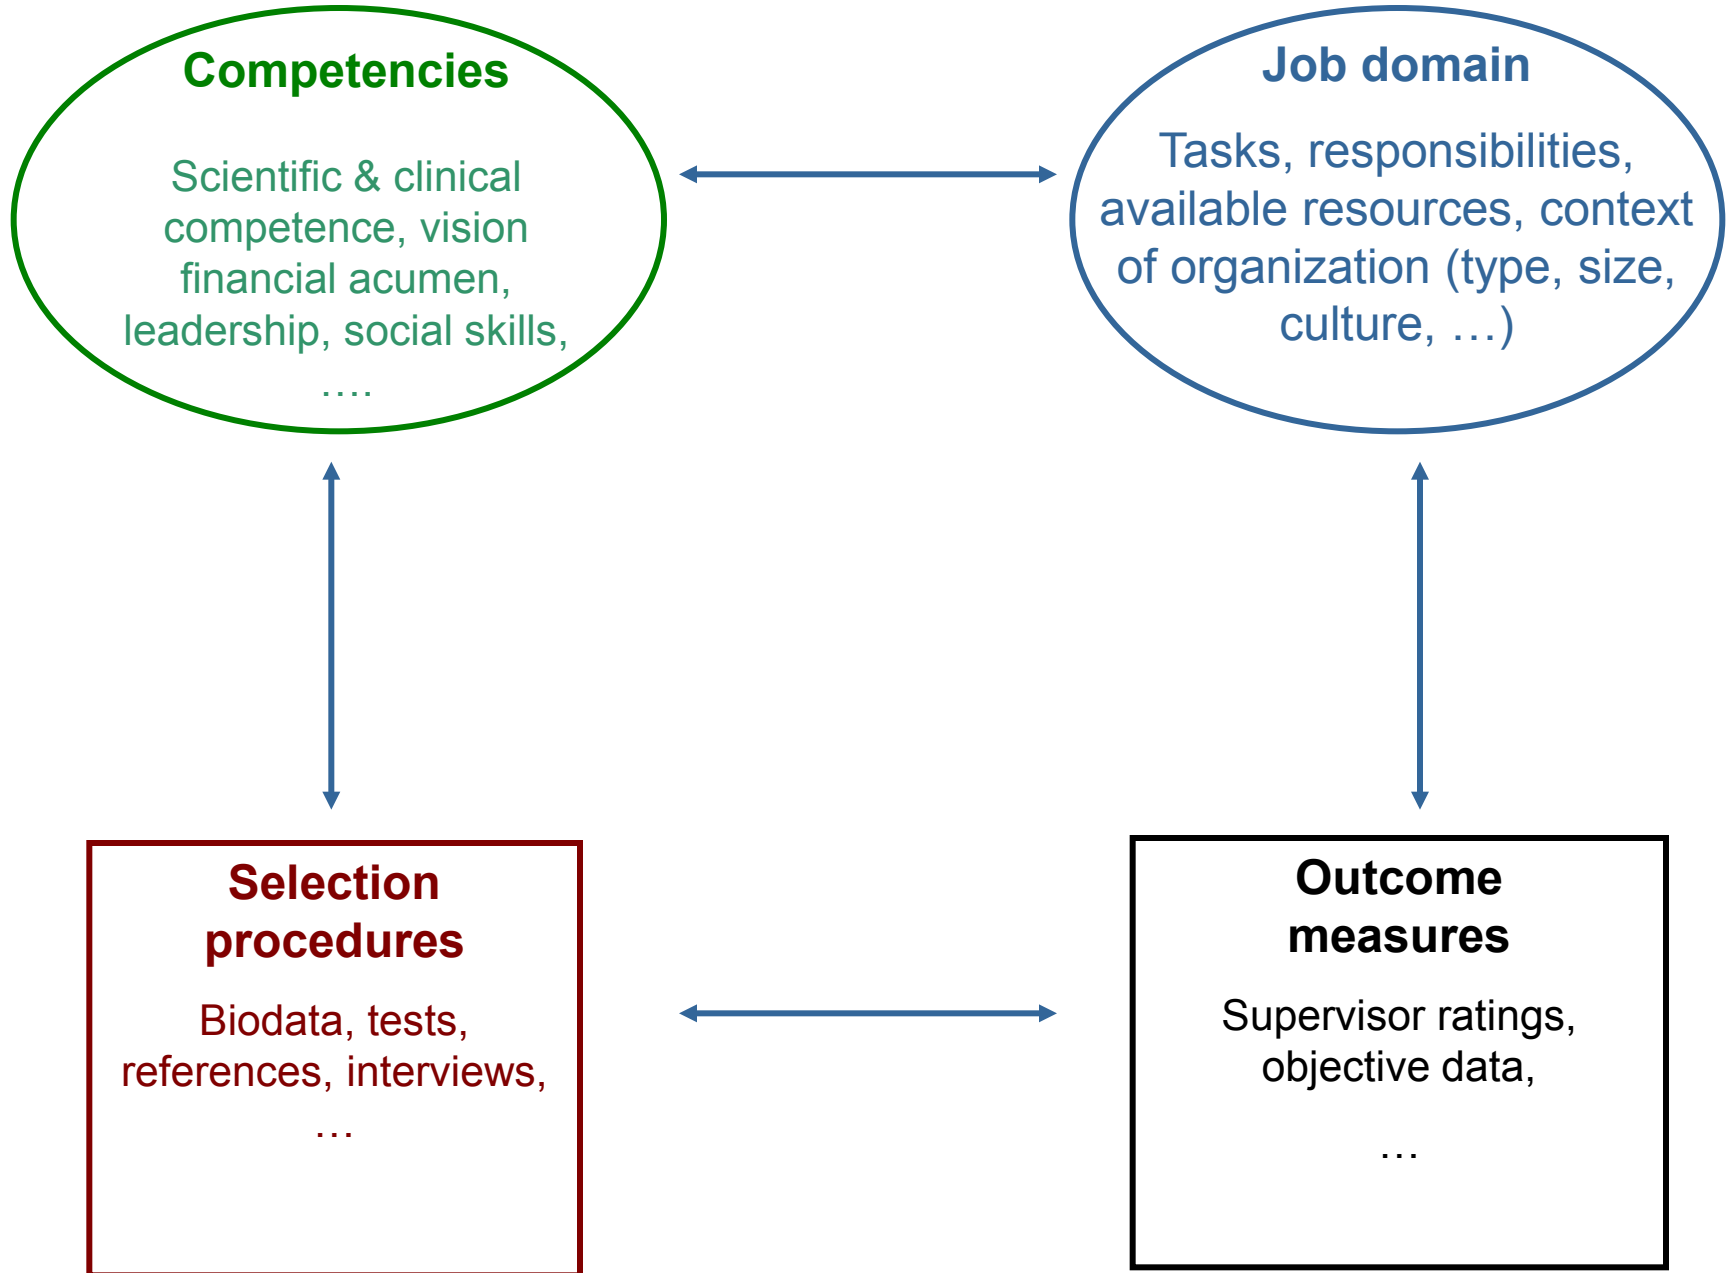 Competencies
Scientific & clinical
competence, vision
financial acumen,
leadership, social skills,
….
Job domain
Tasks, responsibilities,
available resources, context
of organization (type, size,
culture, …)
Selection
procedures
Biodata, tests,
references, interviews,
…
Outcome
measures
Supervisor ratings,
objective data,
…